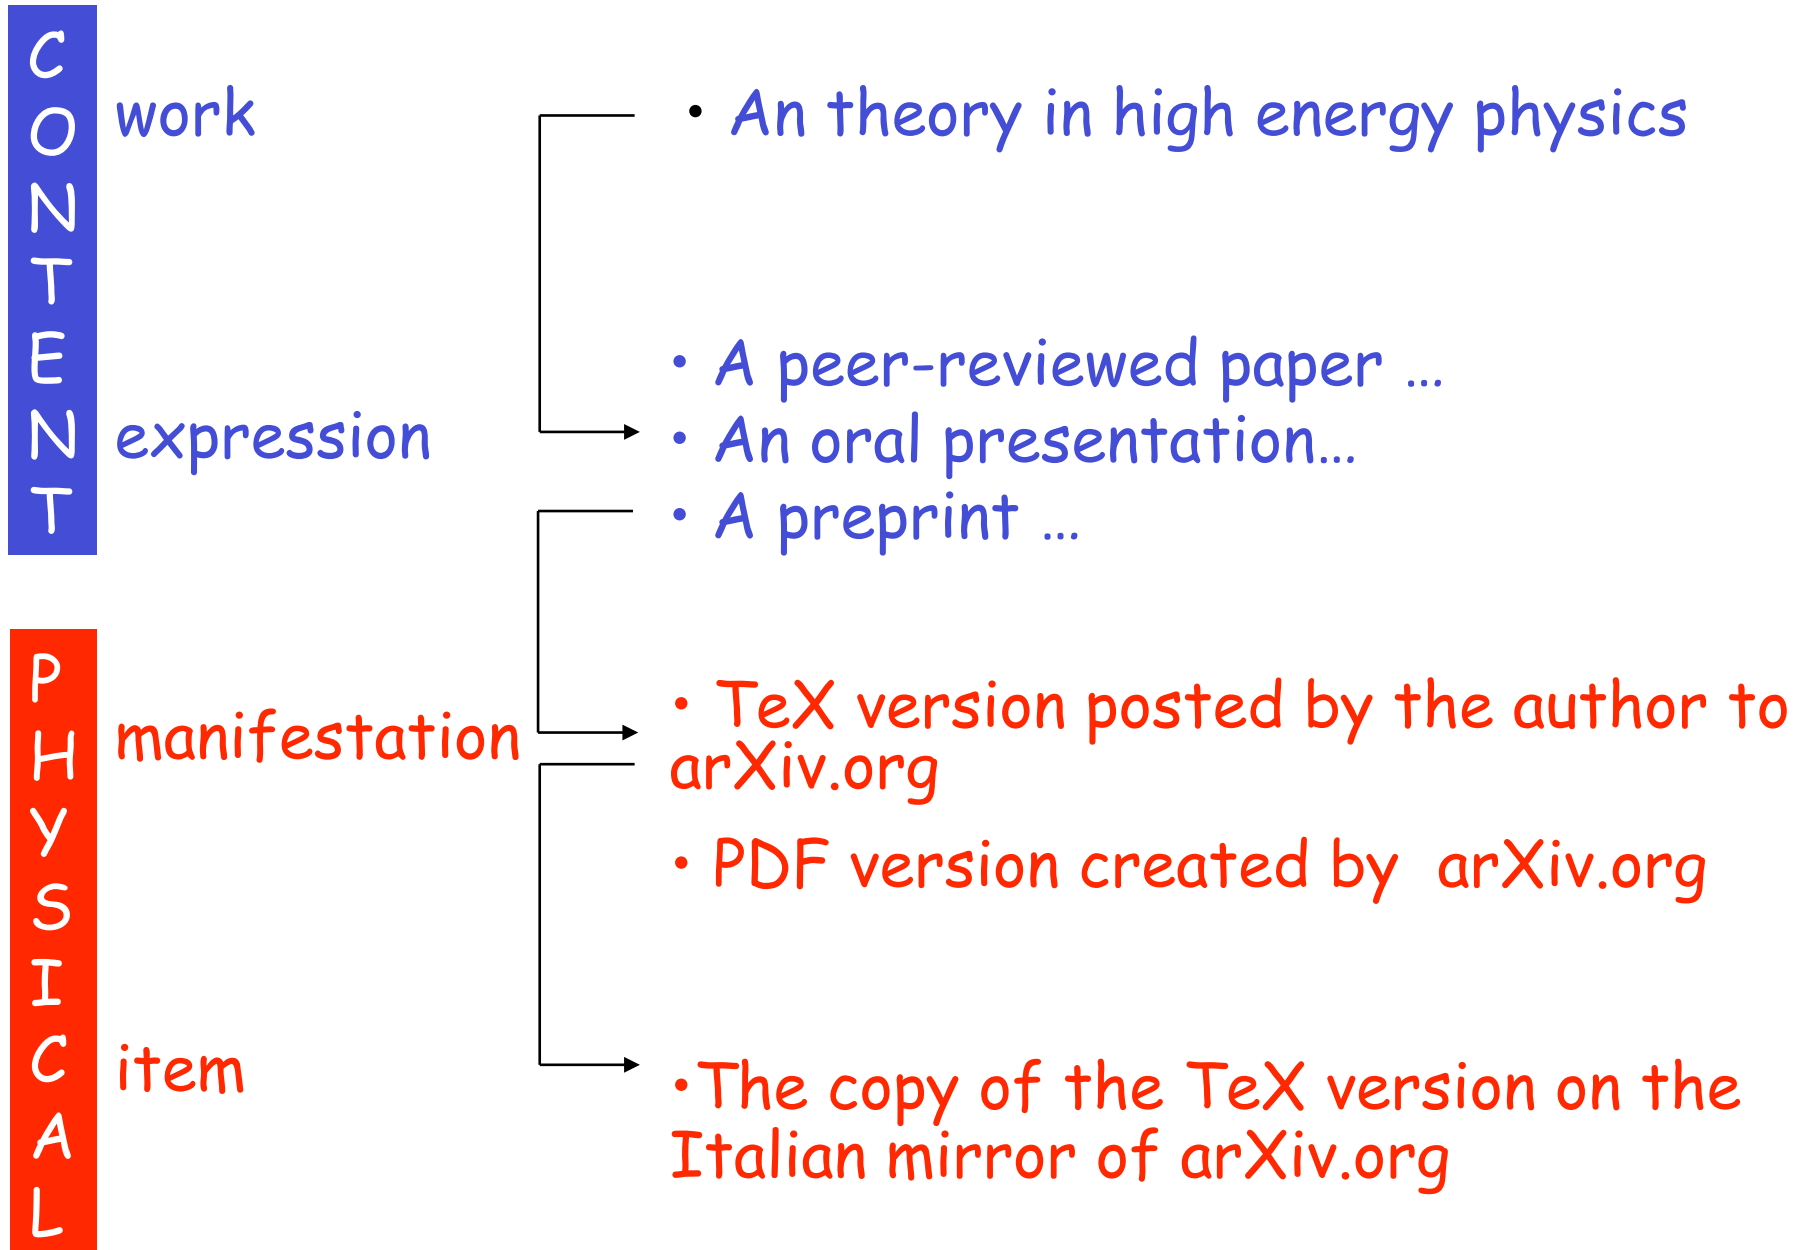 CONTENT
work
• An theory in high energy physics
expression
• A peer-reviewed paper …
• An oral presentation…
• A preprint …
PHYSICAL
manifestation
• TeX version posted by the author to
arXiv.org
• PDF version created by  arXiv.org
item
•The copy of the TeX version on the
Italian mirror of arXiv.org